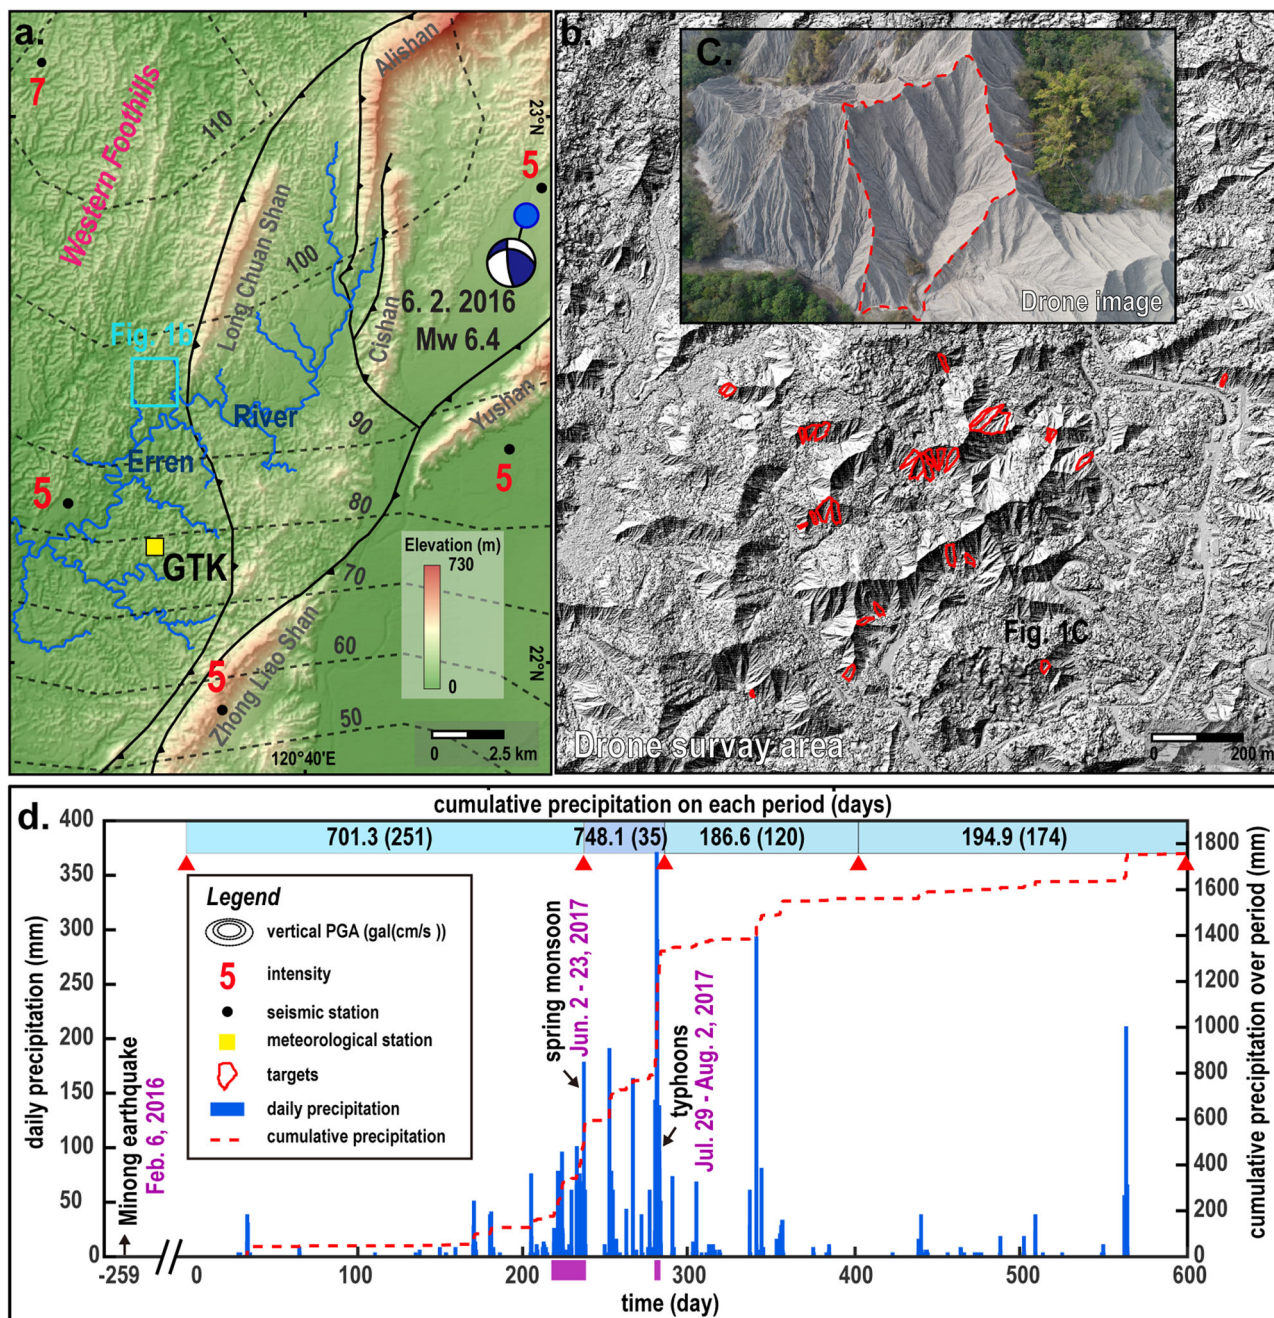 a.
7
Western Foothills
110
Alishan
23°N
5
Long Chuan Shan
100
6. 2. 2016
Mw 6.4
Cishan
Fig. 1b
River
90
Yushan
Erren
5
5
80
GTK
Elevation (m)
730
0
70
60
5
Zhong Liao Shan
50
22°N
120°40'E
0
2.5 km
b.
C.
Drone image
Fig. 1C
Drone survay area
0
200 m
d.
cumulative precipitation on each period (days)
701.3 (251)
748.1 (35)
186.6 (120)
194.9 (174)
400
350
300
250
200
150
100
50
0
daily precipitation (mm)
Legend
vertical PGA (gal(cm/s ))
5
intensity
seismic station
meteorological station
targets
daily precipitation
cumulative precipitation
Minong earthquake
Feb. 6, 2016
spring monsoon
Jun. 2 - 23, 2017
typhoons
Jul. 29 - Aug. 2, 2017
1800
1600
1400
1200
1000
800
600
400
200
0
cumulative precipitation over period (mm)
-259
0
100
200
300
400
500
600
time (day)